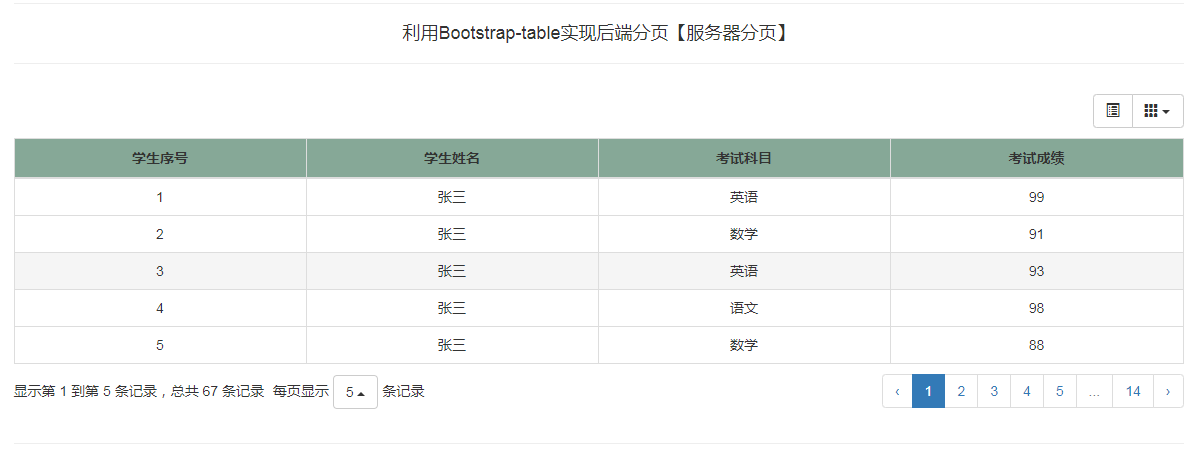 利用Bootstrap-table实现后端分页【服务器分页】
学生序号 学生姓名 考试科目 考试成绩
1 张三 英语 99
2 张三 数学 91
3 张三 英语 93
4 张三 语文 98
5 张三 数学 88
显示第 1 到第 5 条记录，总共 67 条记录 每页显示 5 条记录 ‹ 1 2 3 4 5 ... 14 ›